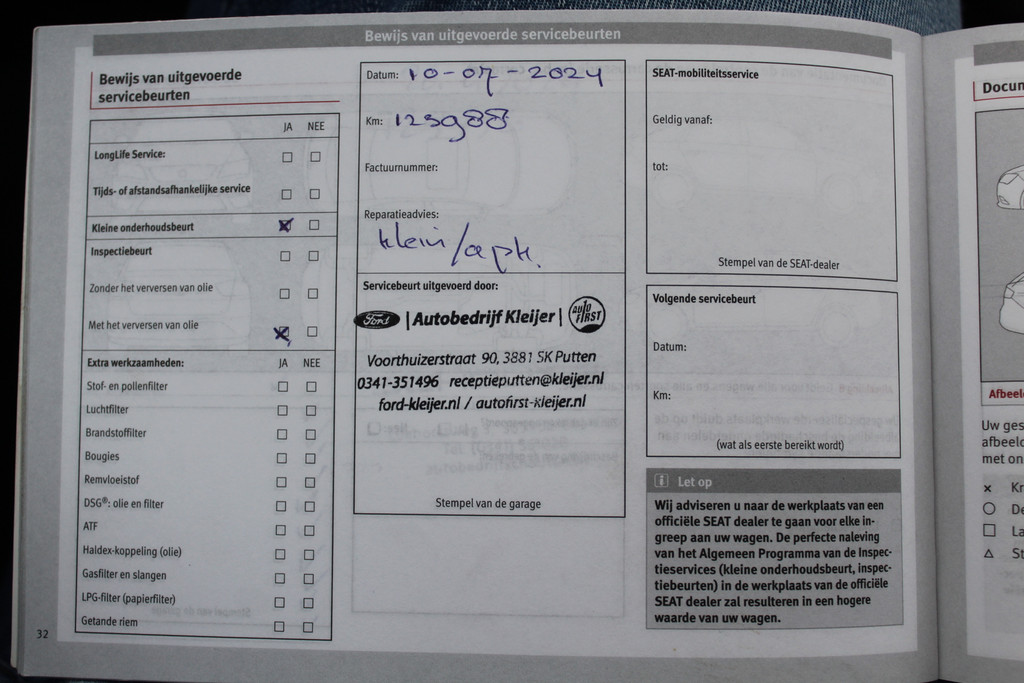 Bewijs van uitgevoerde servicebeurten
Bewijs van uitgevoerde
servicebeurten
JA NEE
LongLife Service:
Tijds- of afstandsafhankelijke service
Kleine onderhoudsbeurt
Inspectiebeurt
Zonder het verversen van olie
Met het verversen van olie
Extra werkzaamheden: JA NEE
Stof- en pollenfilter
Luchtfilter
Brandstoffilter
Bougies
Remvloeistof
DSG®: olie en filter
ATF
Haldex-koppeling (olie)
Gasfilter en slangen
LPG-filter (papierfilter)
Getande riem
32
Datum: 10-07-2024
Km: 125988
Factuurnummer:
Reparatieadvies:
klein/apk.
Servicebeurt uitgevoerd door:
Ford | Autobedrijf Kleijer | auto FIRST
Voorthuizerstraat 90, 3881 SK Putten
0341-351496 receptieputten@kleijer.nl
ford-kleijer.nl / autofirst-kleijer.nl
Stempel van de garage
SEAT-mobiliteitsservice
Geldig vanaf:
tot:
Stempel van de SEAT-dealer
Volgende servicebeurt
Datum:
Km:
(wat als eerste bereikt wordt)
i Let op
Wij adviseren u naar de werkplaats van een
officiële SEAT dealer te gaan voor elke in-
greep aan uw wagen. De perfecte naleving
van het Algemeen Programma van de Inspec-
tieservices (kleine onderhoudsbeurt, inspec-
tiebeurten) in de werkplaats van de officiële
SEAT dealer zal resulteren in een hogere
waarde van uw wagen.
Docum
Afbeel
Uw ges
afbeeld
met on
× Kr
○ De
□ La
△ St